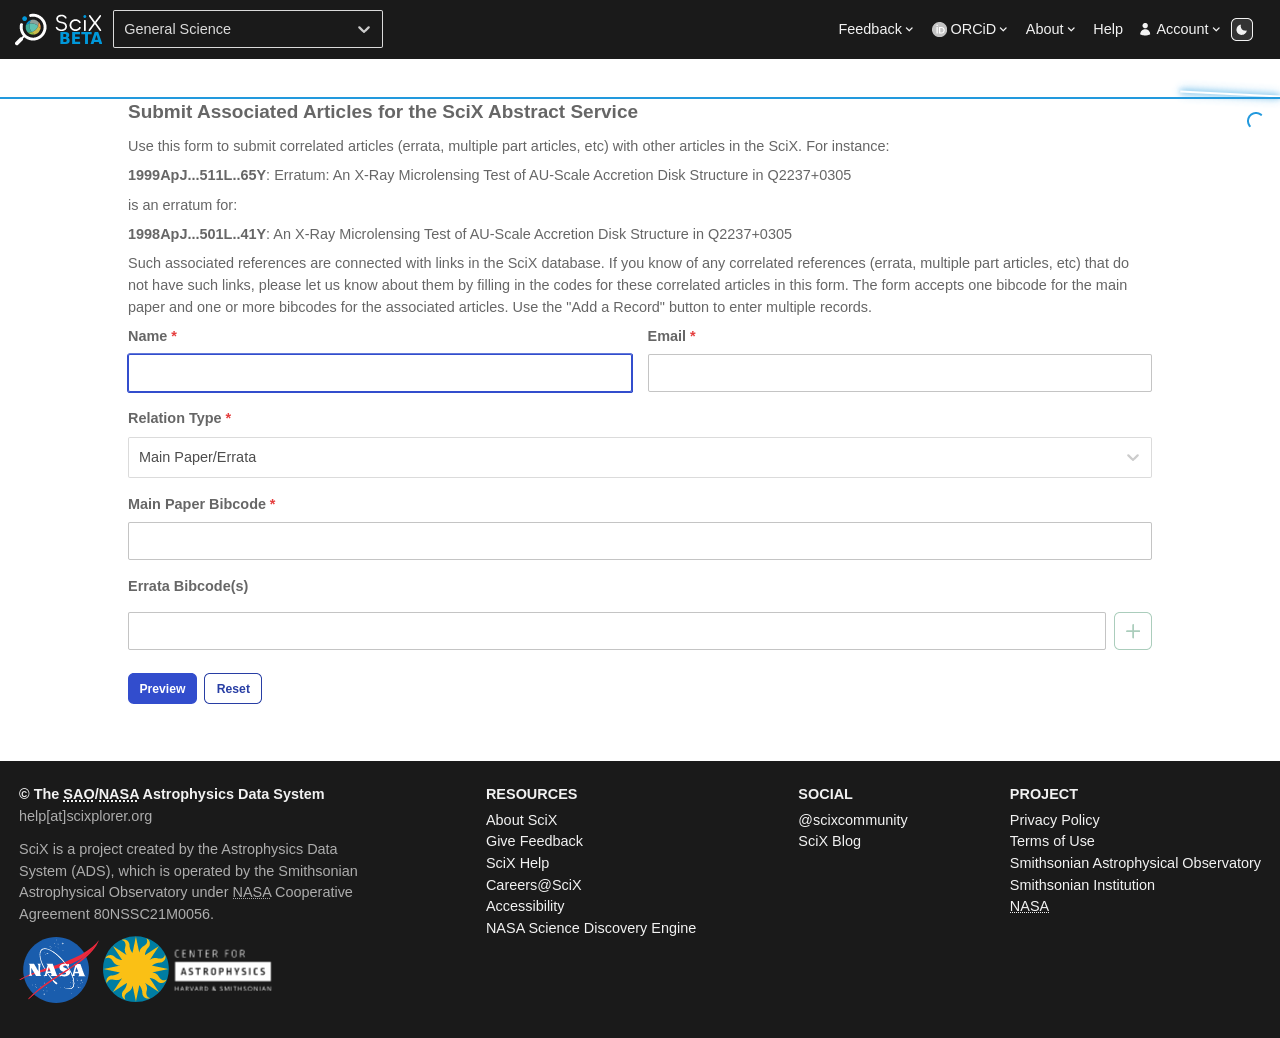 SciX
BETA
General Science
Feedback
iD ORCiD
About
Help
Account
Submit Associated Articles for the SciX Abstract Service
Use this form to submit correlated articles (errata, multiple part articles, etc) with other articles in the SciX. For instance:
1999ApJ...511L..65Y: Erratum: An X-Ray Microlensing Test of AU-Scale Accretion Disk Structure in Q2237+0305
is an erratum for:
1998ApJ...501L..41Y: An X-Ray Microlensing Test of AU-Scale Accretion Disk Structure in Q2237+0305
Such associated references are connected with links in the SciX database. If you know of any correlated references (errata, multiple part articles, etc) that do
not have such links, please let us know about them by filling in the codes for these correlated articles in this form. The form accepts one bibcode for the main
paper and one or more bibcodes for the associated articles. Use the "Add a Record" button to enter multiple records.
Name *
Email *
Relation Type *
Main Paper/Errata
Main Paper Bibcode *
Errata Bibcode(s)
Preview
Reset
© The SAO/NASA Astrophysics Data System
help[at]scixplorer.org
SciX is a project created by the Astrophysics Data
System (ADS), which is operated by the Smithsonian
Astrophysical Observatory under NASA Cooperative
Agreement 80NSSC21M0056.
NASA
CENTER FOR
ASTROPHYSICS
HARVARD & SMITHSONIAN
RESOURCES
About SciX
Give Feedback
SciX Help
Careers@SciX
Accessibility
NASA Science Discovery Engine
SOCIAL
@scixcommunity
SciX Blog
PROJECT
Privacy Policy
Terms of Use
Smithsonian Astrophysical Observatory
Smithsonian Institution
NASA